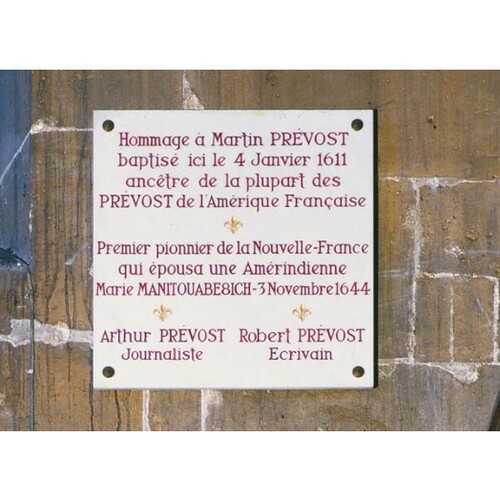 Hommage à Martin PRÉVOST
baptisé ici le 4 Janvier 1611
ancêtre de la plupart des
PRÉVOST de l'Amérique Française
Premier pionnier de la Nouvelle-France
qui épousa une Amérindienne
Marie MANITOUABE8ICH-3 Novembre 1644
Arthur PRÉVOST Robert PRÉVOST
Journaliste Ecrivain